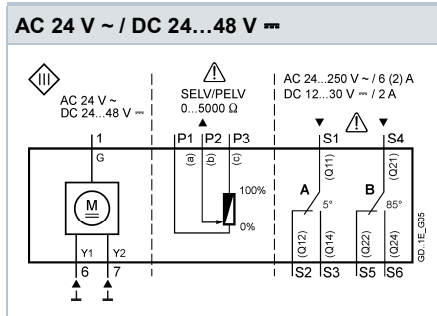 AC 24 V ~ / DC 24...48 V ⎓
III
AC 24 V ~
DC 24...48 V ⎓
SELV/PELV
0...5000 Ω
AC 24...250 V ~ / 6 (2) A
DC 12...30 V ⎓ / 2 A
1 P1 P2 P3 S1 S4
G (a) (b) (c) (Q11) (Q21)
M
100%
0%
A 5° B 85°
Y1 Y2 (Q12) (Q14) (Q22) (Q24)
6 7 S2 S3 S5 S6
GD..1E_G35